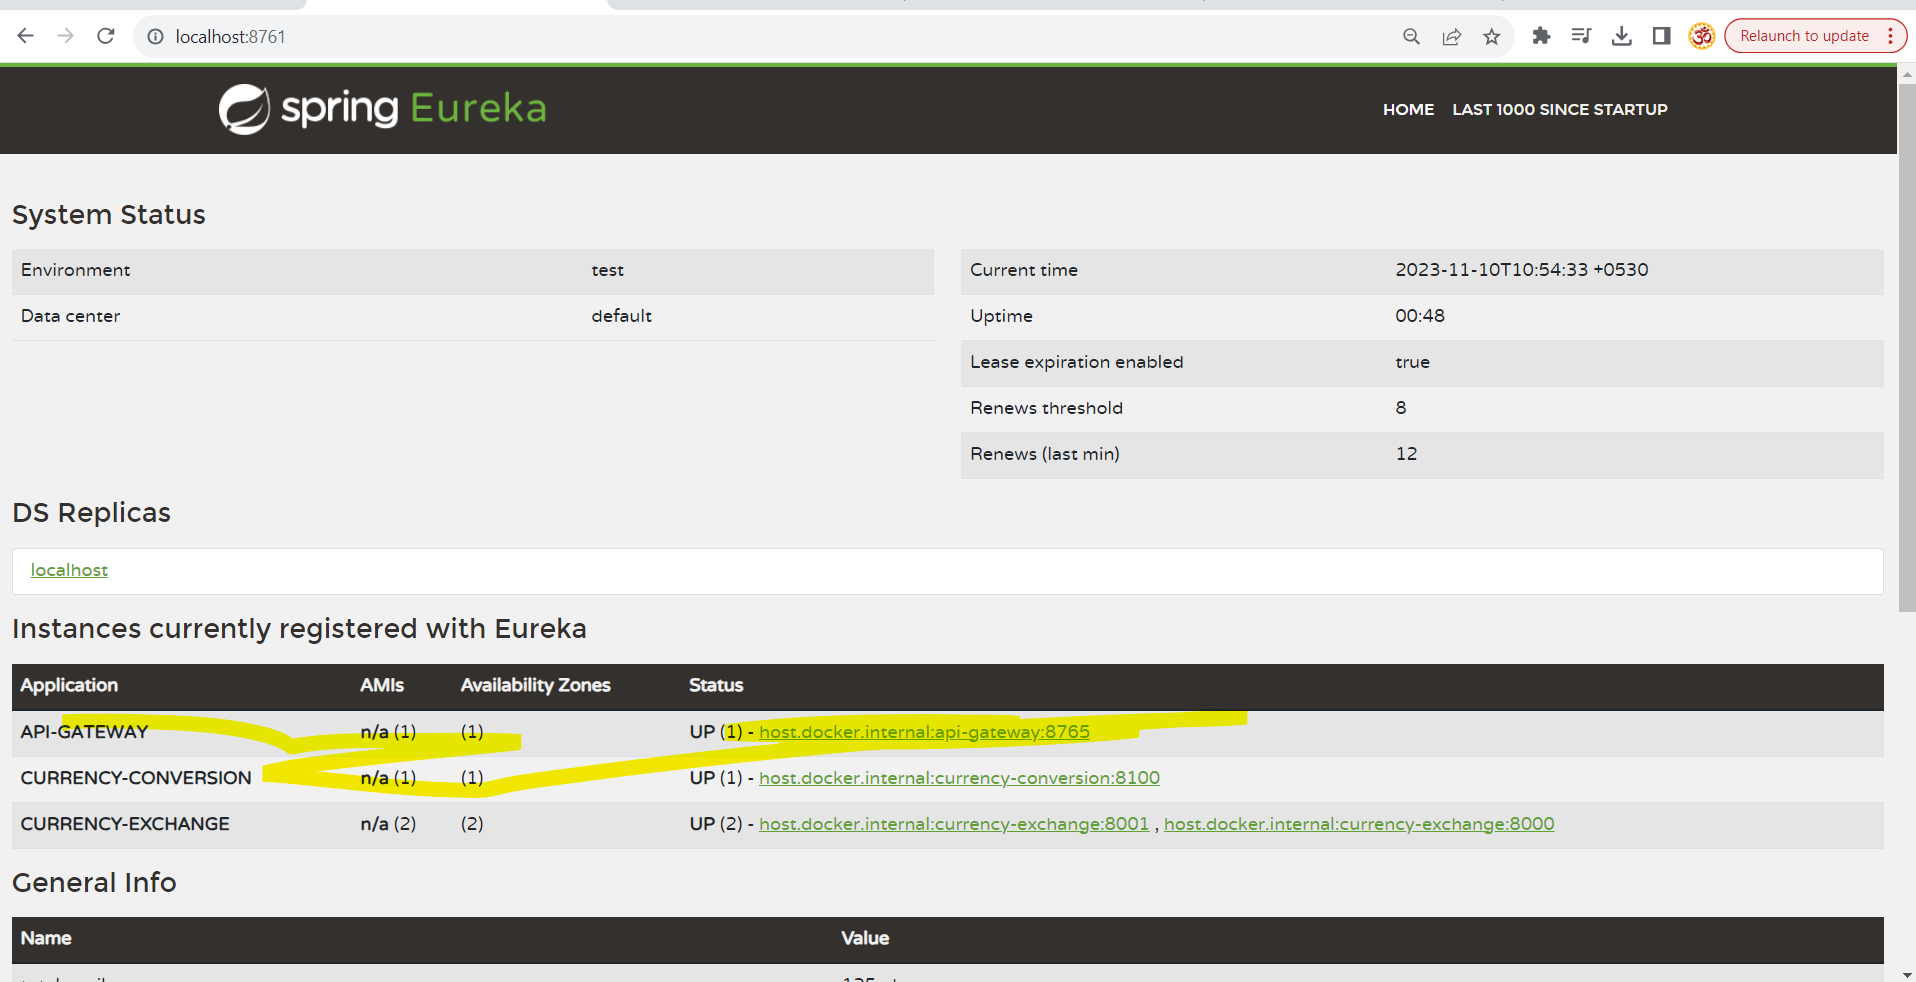 localhost:8761
Relaunch to update
spring Eureka
HOME LAST 1000 SINCE STARTUP
System Status
Environment test
Data center default
Current time 2023-11-10T10:54:33 +0530
Uptime 00:48
Lease expiration enabled true
Renews threshold 8
Renews (last min) 12
DS Replicas
localhost
Instances currently registered with Eureka
Application AMIs Availability Zones Status
API-GATEWAY n/a (1) (1) UP (1) - host.docker.internal:api-gateway:8765
CURRENCY-CONVERSION n/a (1) (1) UP (1) - host.docker.internal:currency-conversion:8100
CURRENCY-EXCHANGE n/a (2) (2) UP (2) - host.docker.internal:currency-exchange:8001 , host.docker.internal:currency-exchange:8000
General Info
Name Value